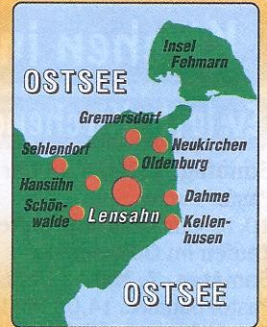 Insel
Fehmarn
OSTSEE
Gremersdorf
Sehlendorf
Neukirchen
Oldenburg
Hansühn
Schön-
walde
Lensahn
Dahme
Kellen-
husen
OSTSEE